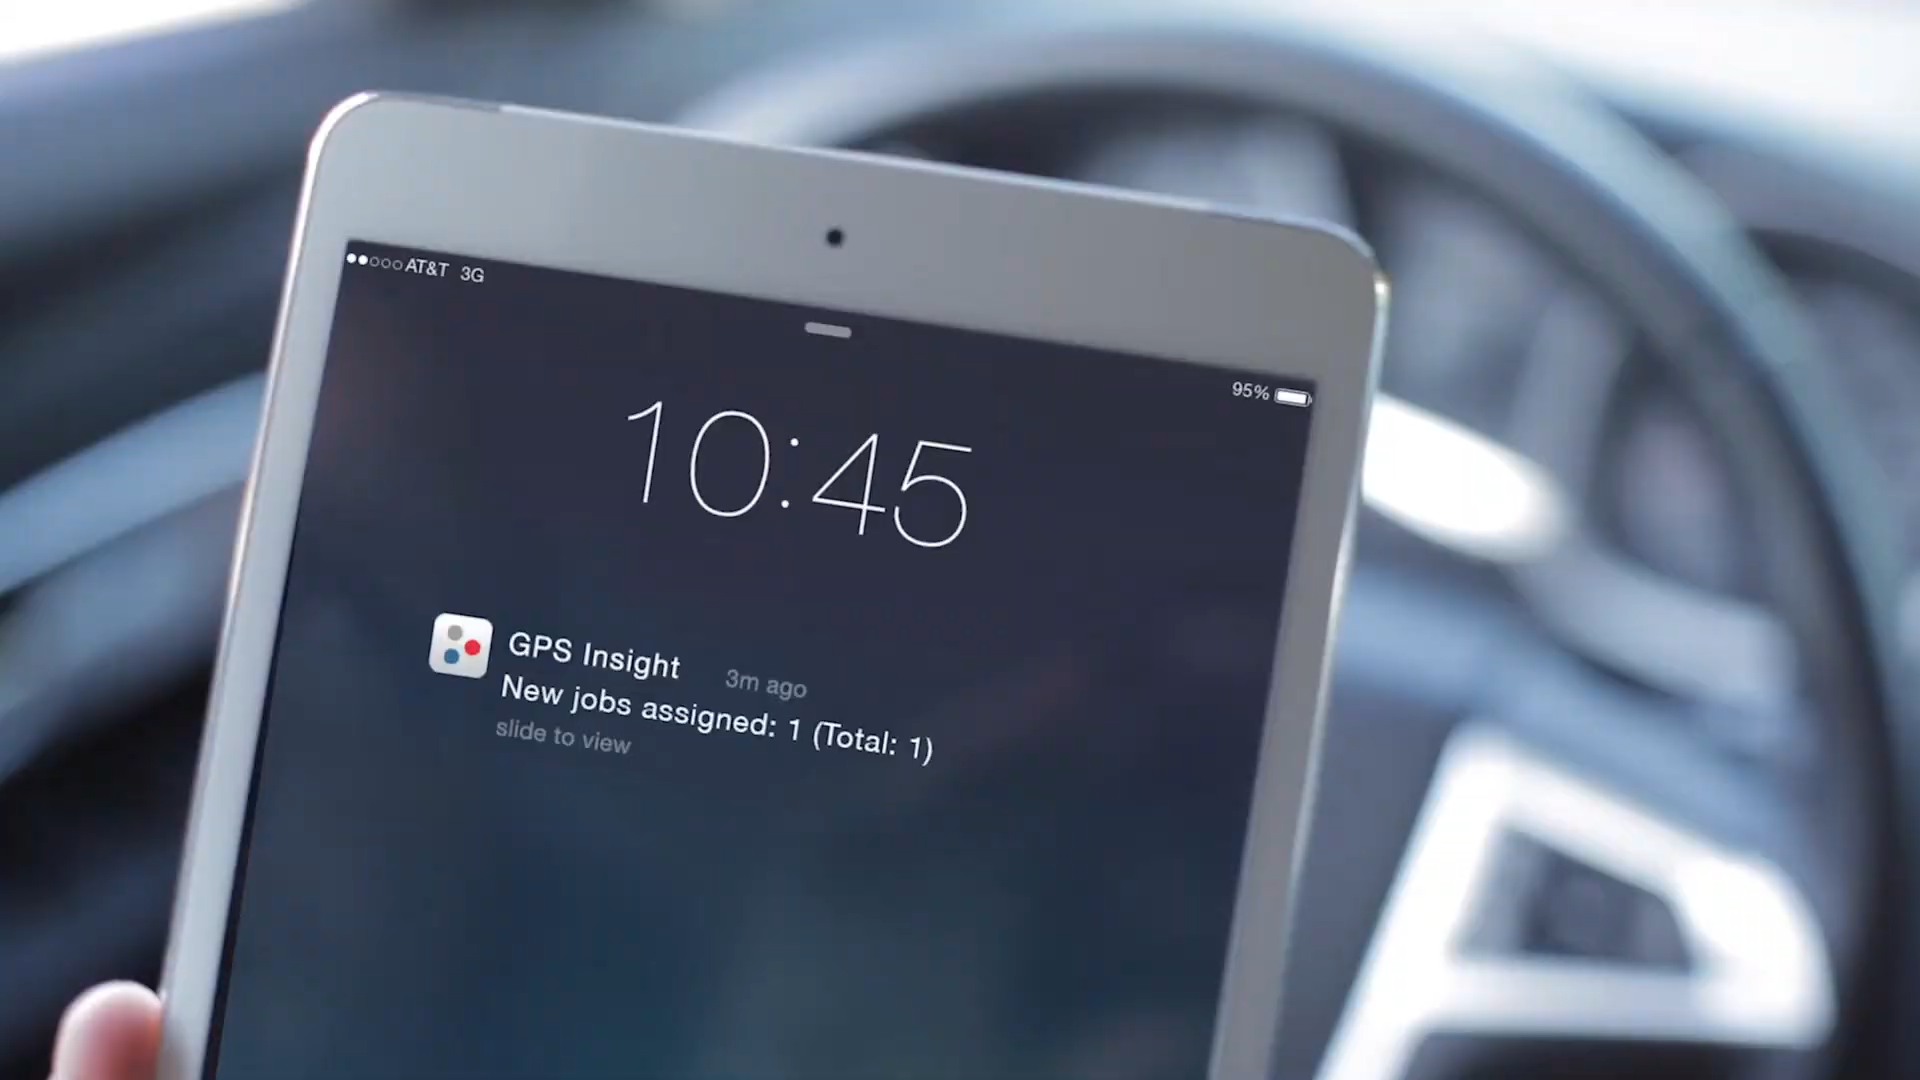 AT&T 3G
95%
10:45
GPS Insight 3m ago
New jobs assigned: 1 (Total: 1)
slide to view